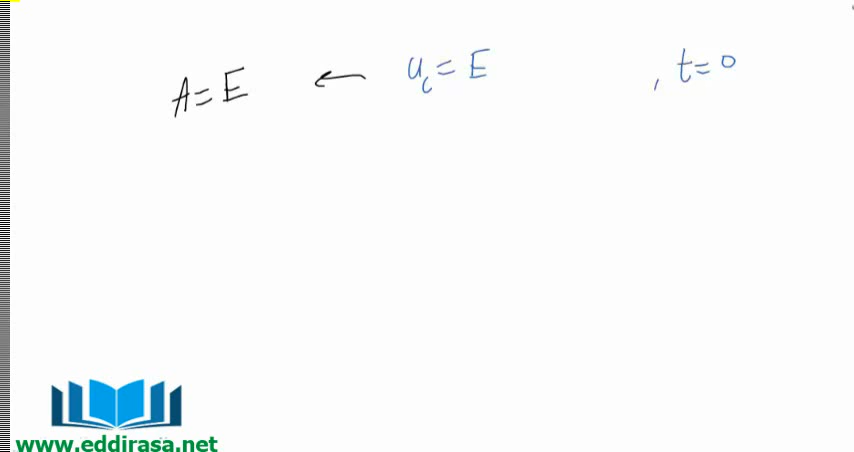 A = E ← u_c = E , t = 0
www.eddirasa.net